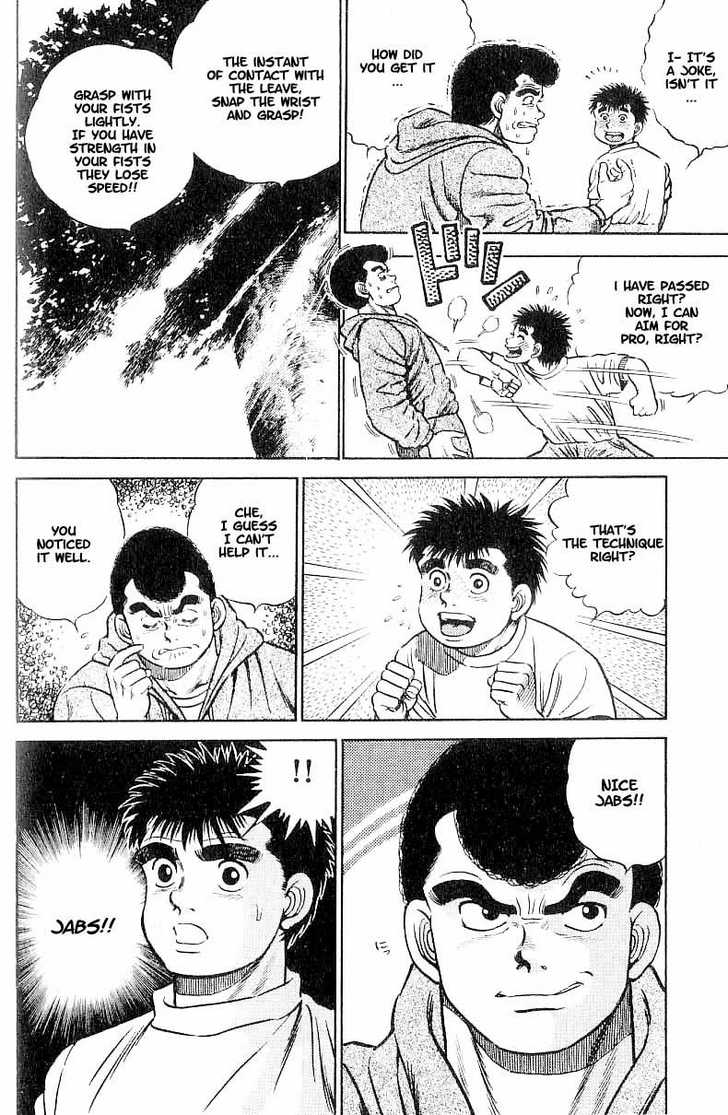 I- IT'S
A JOKE,
ISN'T IT
...
HOW DID
YOU GET IT
...
I HAVE PASSED
RIGHT?
NOW, I CAN
AIM FOR
PRO, RIGHT?
THE INSTANT
OF CONTACT WITH
THE LEAVE,
SNAP THE WRIST
AND GRASP!
GRASP WITH
YOUR FISTS
LIGHTLY.
IF YOU HAVE
STRENGTH IN
YOUR FISTS
THEY LOSE
SPEED!!
THAT'S
THE TECHNIQUE
RIGHT?
CHE,
I GUESS
I CAN'T
HELP IT...
YOU
NOTICED
IT WELL.
NICE
JABS!!
にっ
!!
JABS!!